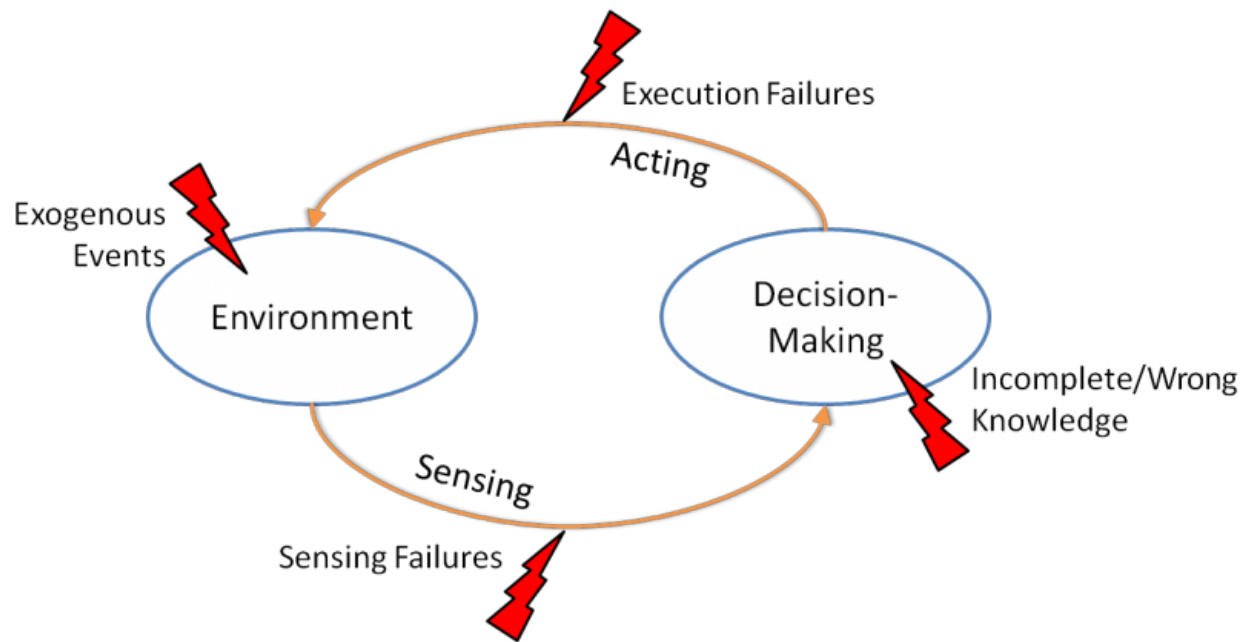 Execution Failures
Acting
Exogenous
Events
Environment
Decision-
Making
Incomplete/Wrong
Knowledge
Sensing
Sensing Failures